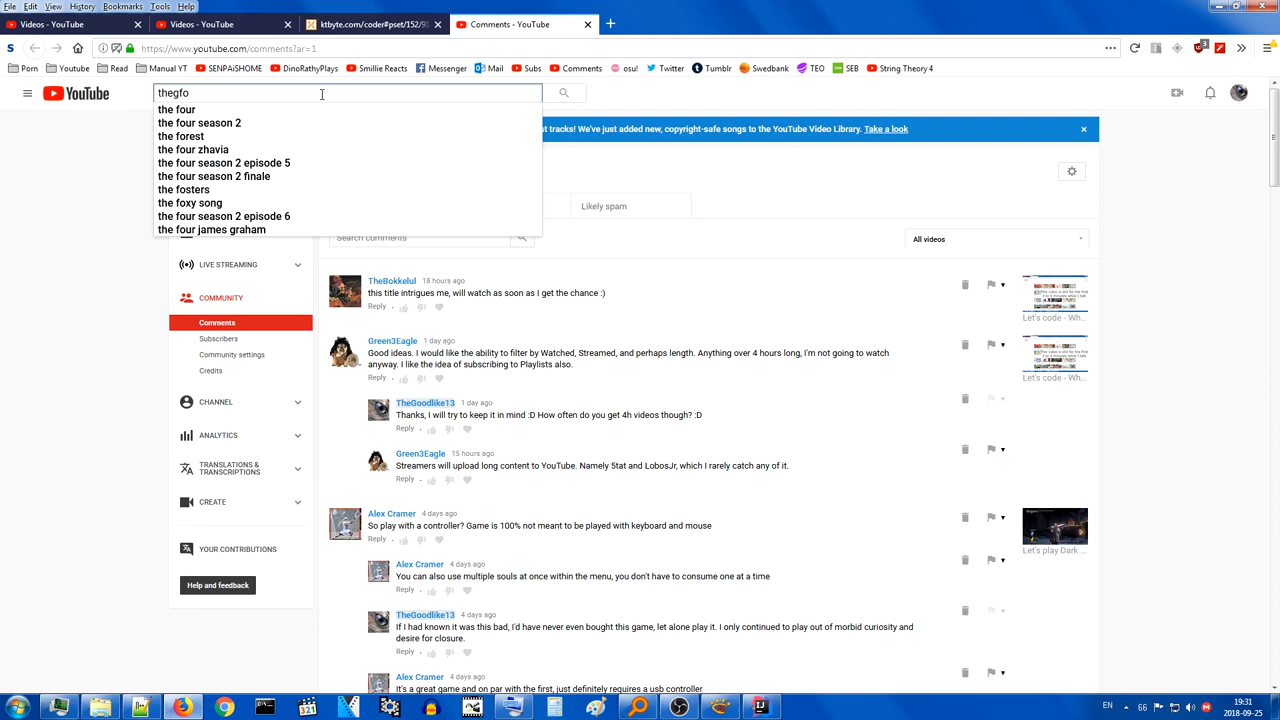 File Edit View History Bookmarks Tools Help
Videos - YouTube × Videos - YouTube × ktbyte.com/coder#pset/152/91 × Comments - YouTube ×
https://www.youtube.com/comments?ar=1
Porn Youtube Read Manual YT SENPAiSHOME DinoRathyPlays Smillie Reacts Messenger Mail Subs Comments osu! Twitter Tumblr Swedbank TEO SEB String Theory 4
YouTube
thegfo
the four
the four season 2
the forest
the four zhavia
the four season 2 episode 5
the four season 2 finale
the fosters
the foxy song
the four season 2 episode 6
the four james graham
t tracks! We've just added new, copyright-safe songs to the YouTube Video Library. Take a look
Likely spam
Search comments
All videos
LIVE STREAMING
COMMUNITY
Comments
Subscribers
Community settings
Credits
CHANNEL
ANALYTICS
TRANSLATIONS &
TRANSCRIPTIONS
CREATE
YOUR CONTRIBUTIONS
Help and feedback
TheBokkelul 18 hours ago
this title intrigues me, will watch as soon as I get the chance :)
Reply .
Let's code - Wh...
Green3Eagle 1 day ago
Good ideas. I would like the ability to filter by Watched, Streamed, and perhaps length. Anything over 4 hours long, I'm not going to watch
anyway. I like the idea of subscribing to Playlists also.
Reply .
Let's code - Wh...
TheGoodlike13 1 day ago
Thanks, I will try to keep it in mind :D How often do you get 4h videos though? :D
Reply .
Green3Eagle 15 hours ago
Streamers will upload long content to YouTube. Namely 5tat and LobosJr, which I rarely catch any of it.
Reply .
Alex Cramer 4 days ago
So play with a controller? Game is 100% not meant to be played with keyboard and mouse
Reply .
Let's play Dark ...
Alex Cramer 4 days ago
You can also use multiple souls at once within the menu, you don't have to consume one at a time
Reply .
TheGoodlike13 4 days ago
If I had known it was this bad, I'd have never even bought this game, let alone play it. I only continued to play out of morbid curiosity and
desire for closure.
Reply .
Alex Cramer 4 days ago
It's a great game and on par with the first, just definitely requires a usb controller
EN 66 19:31
2018-09-25